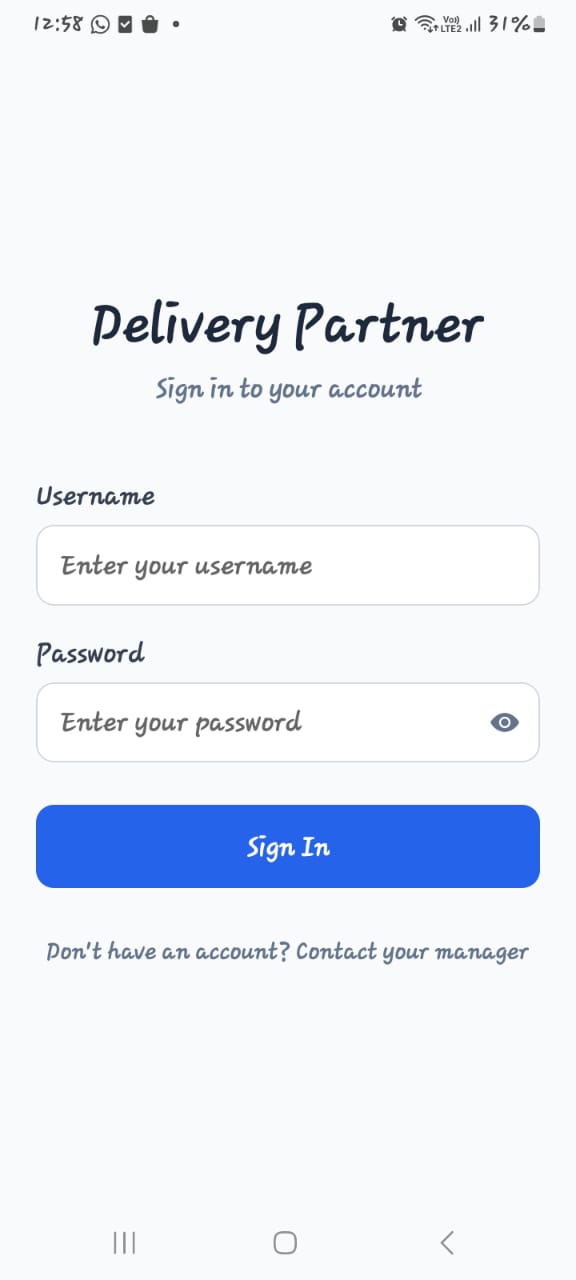 12:58 Vo)) LTE2 31%
Delivery Partner
Sign in to your account
Username
Enter your username
Password
Enter your password
Sign In
Don't have an account? Contact your manager